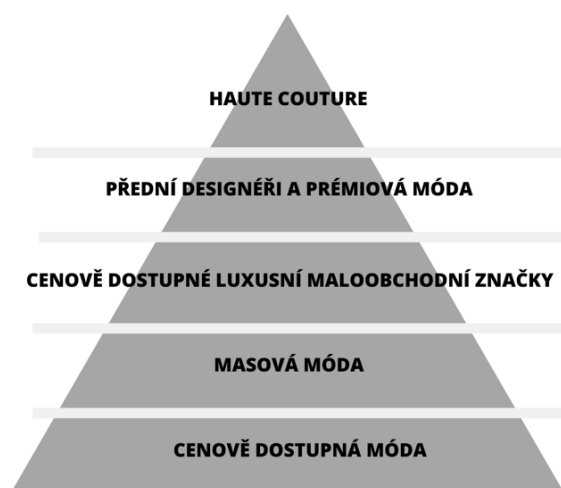 HAUTE COUTURE
PŘEDNÍ DESIGNÉŘI A PRÉMIOVÁ MÓDA
CENOVĚ DOSTUPNÉ LUXUSNÍ MALOOBCHODNÍ ZNAČKY
MASOVÁ MÓDA
CENOVĚ DOSTUPNÁ MÓDA